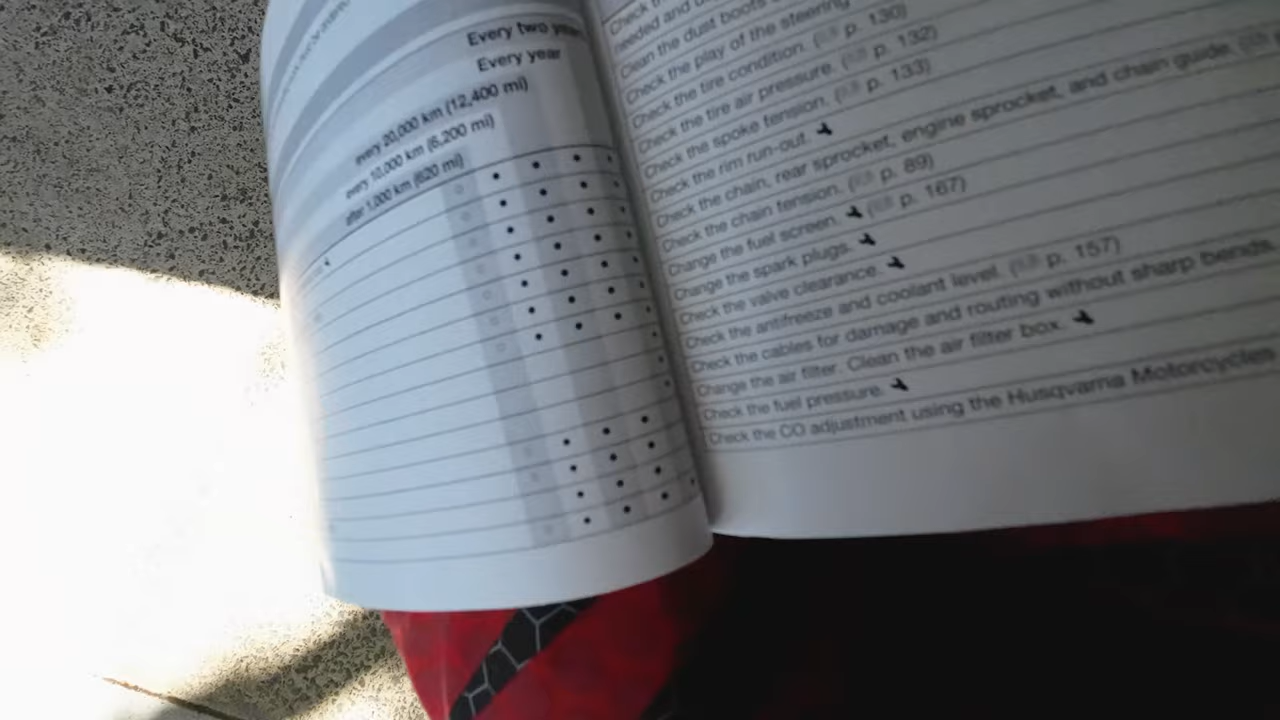 Every two year
Every year
every 20,000 km (12,400 mi)
every 10,000 km (6,200 mi)
after 1,000 km (620 mi)
Check th
needed and
Clean the dust boots
Check the play of the steering
Check the tire condition. ( p. 130)
Check the tire air pressure. ( p. 132)
Check the spoke tension. ( p. 133)
Check the rim run-out.
Check the chain, rear sprocket, engine sprocket, and chain guide. (
Check the chain tension. ( p. 89)
Change the fuel screen. ( p. 167)
Change the spark plugs.
Check the valve clearance.
Check the antifreeze and coolant level. ( p. 157)
Check the cables for damage and routing without sharp bends.
Change the air filter. Clean the air filter box.
Check the fuel pressure.
Check the CO adjustment using the Husqvarna Motorcycles